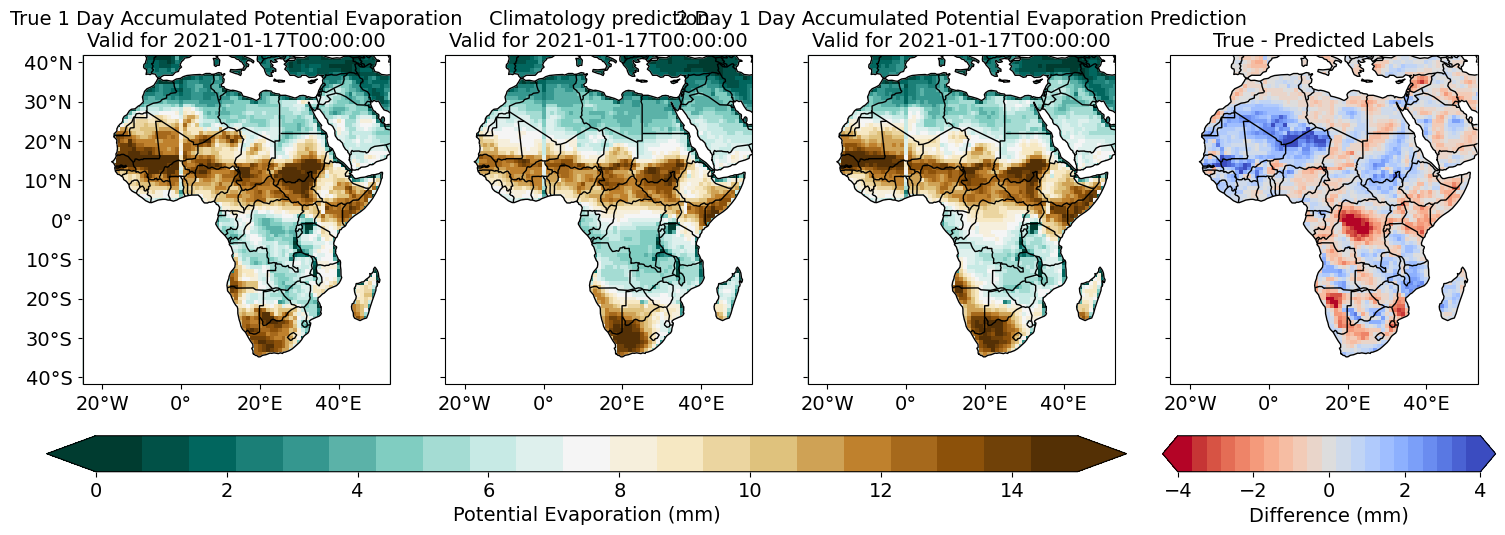 True 1 Day Accumulated Potential Evaporation
Valid for 2021-01-17T00:00:00
Climatology prediction
Valid for 2021-01-17T00:00:00
2 Day 1 Day Accumulated Potential Evaporation Prediction
Valid for 2021-01-17T00:00:00
True - Predicted Labels
40°N
30°N
20°N
10°N
0°
10°S
20°S
30°S
40°S
20°W 0° 20°E 40°E
20°W 0° 20°E 40°E
20°W 0° 20°E 40°E
20°W 0° 20°E 40°E
0 2 4 6 8 10 12 14
Potential Evaporation (mm)
−4 −2 0 2 4
Difference (mm)